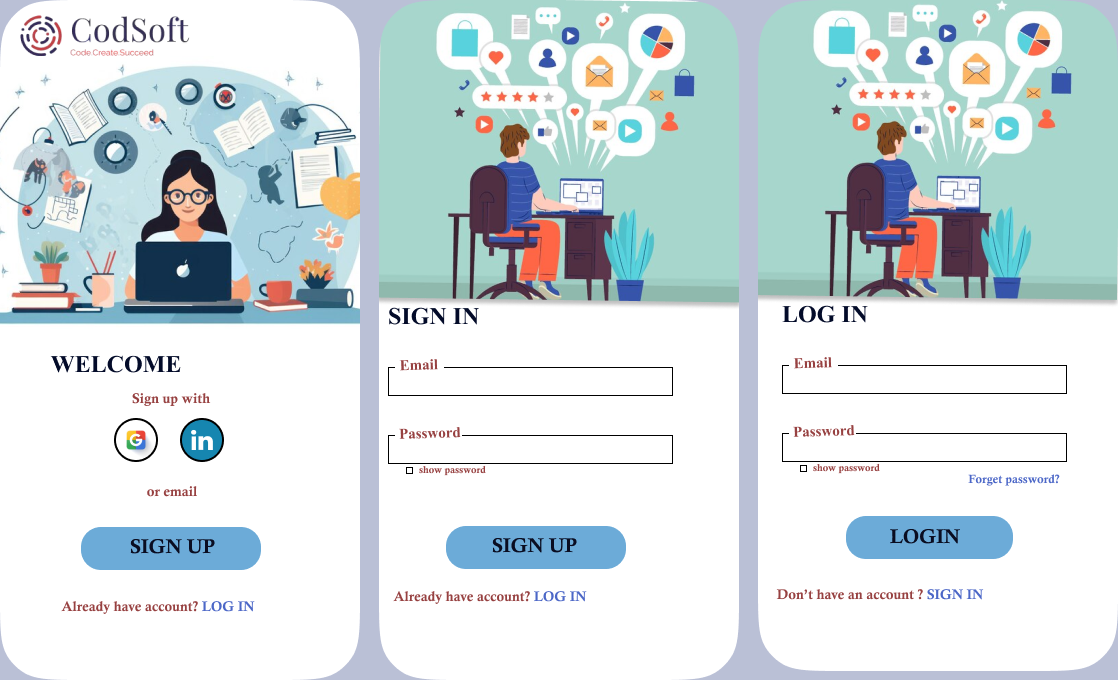 CodSoft
Code Create Succeed
WELCOME
Sign up with
in
or email
SIGN UP
Already have account? LOG IN
SIGN IN
Email
Password
show password
SIGN UP
Already have account? LOG IN
LOG IN
Email
Password
show password
Forget password?
LOGIN
Don't have an account ? SIGN IN